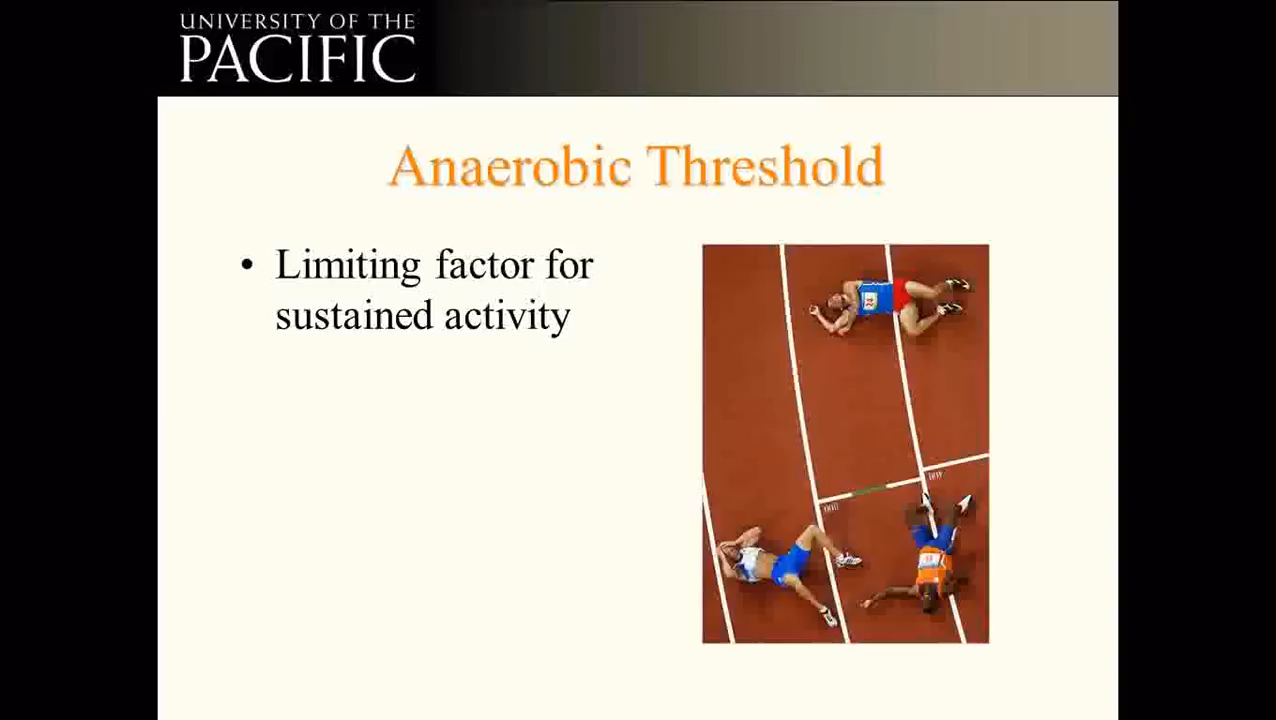 UNIVERSITY OF THE
PACIFIC
Anaerobic Threshold
• Limiting factor for
sustained activity